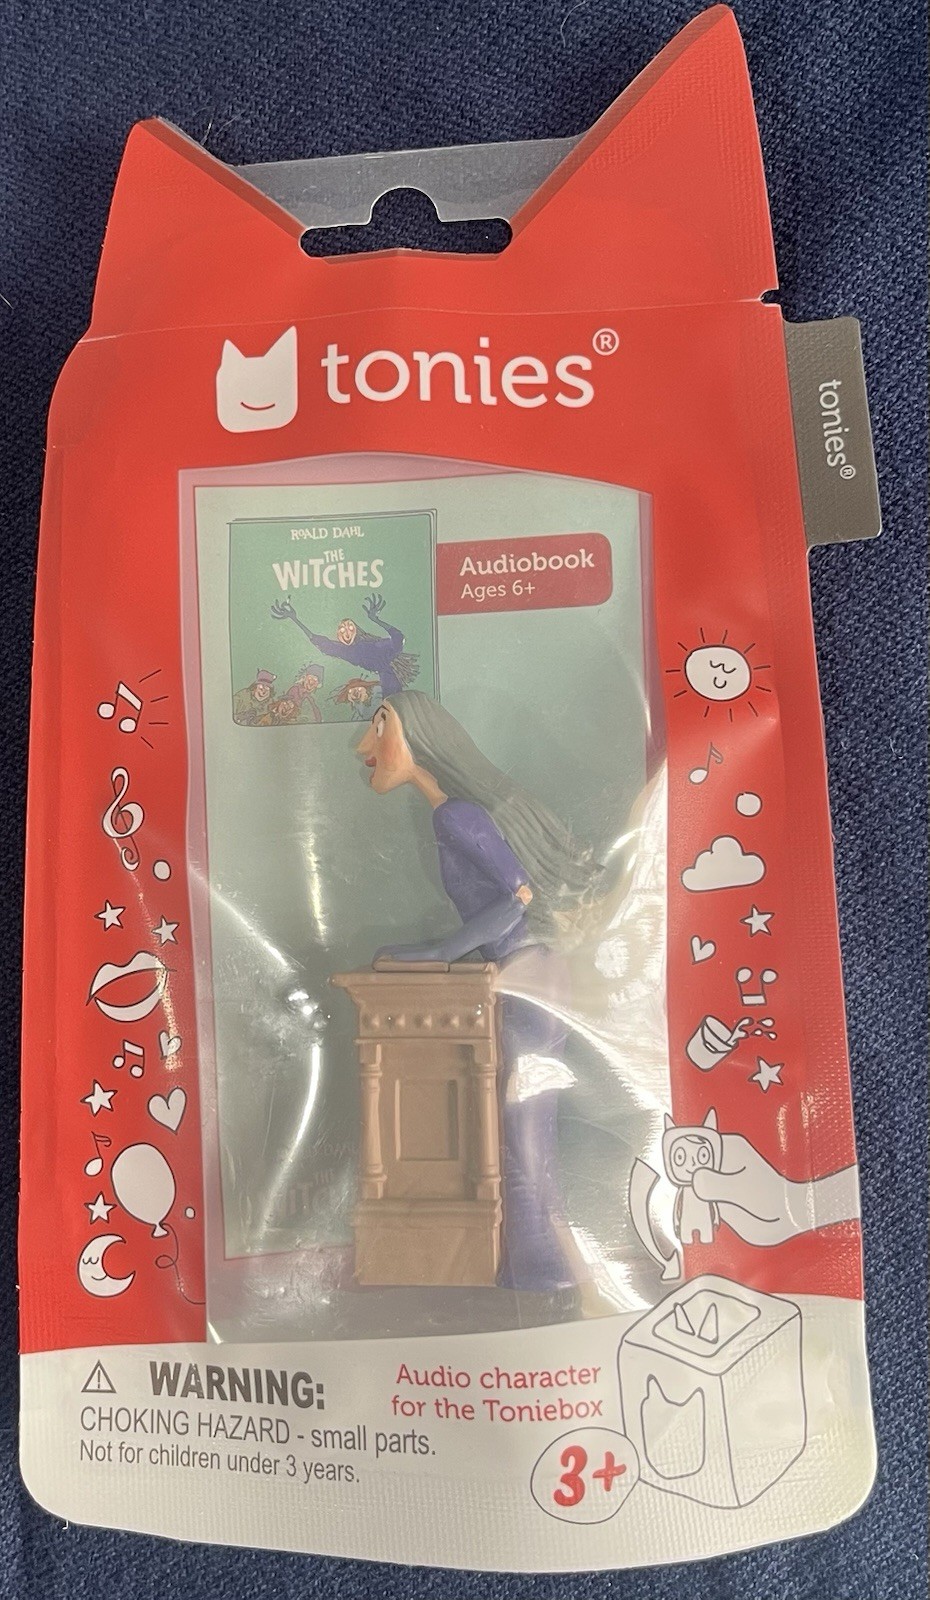 tonies®
tonies®
ROALD DAHL
THE
WITCHES
Audiobook
Ages 6+
THE
WARNING:
CHOKING HAZARD - small parts.
Not for children under 3 years.
Audio character
for the Toniebox
3+